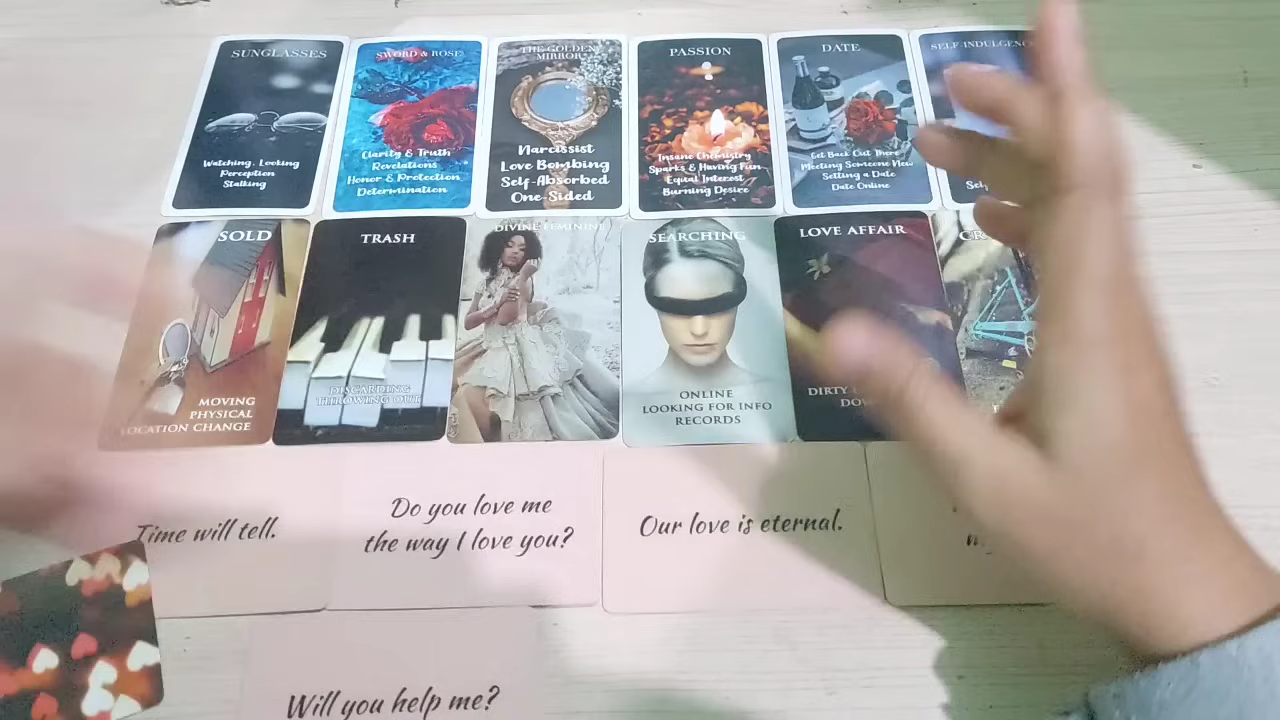 SUNGLASSES
Watching, Looking
Perception
Stalking
SWORD & ROSE
Clarity & Truth
Revelations
Honor & Protection
Determination
THE GOLDEN
MIRROR
Narcissist
Love Bombing
Self-Absorbed
One-Sided
PASSION
Insane Chemistry
Sparks & Having Fun
Equal Interest
Burning Desire
DATE
Get Back Out There
Meeting Someone New
Setting a Date
Date Online
SELF-INDULGENC
SOLD
MOVING
PHYSICAL
LOCATION CHANGE
TRASH
DISCARDING
THROWING OUT
DIVINE FEMININE
SEARCHING
ONLINE
LOOKING FOR INFO
RECORDS
LOVE AFFAIR
DIRTY
Time will tell.
Do you love me
the way I love you?
Our love is eternal.
Will you help me?